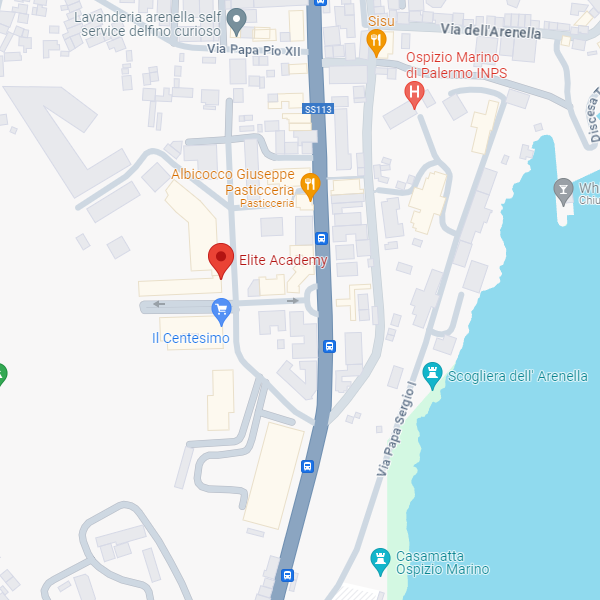 Lavanderia arenella self
service delfino curioso
Via Papa Pio XII
Sisu
Via dell'Arenella
Ospizio Marino
di Palermo INPS
H
SS113
Discesa T
Albicocco Giuseppe
Pasticceria
Pasticceria
Wh
Chiu
Elite Academy
Il Centesimo
Scogliera dell' Arenella
Via Papa Sergio I
Casamatta
Ospizio Marino